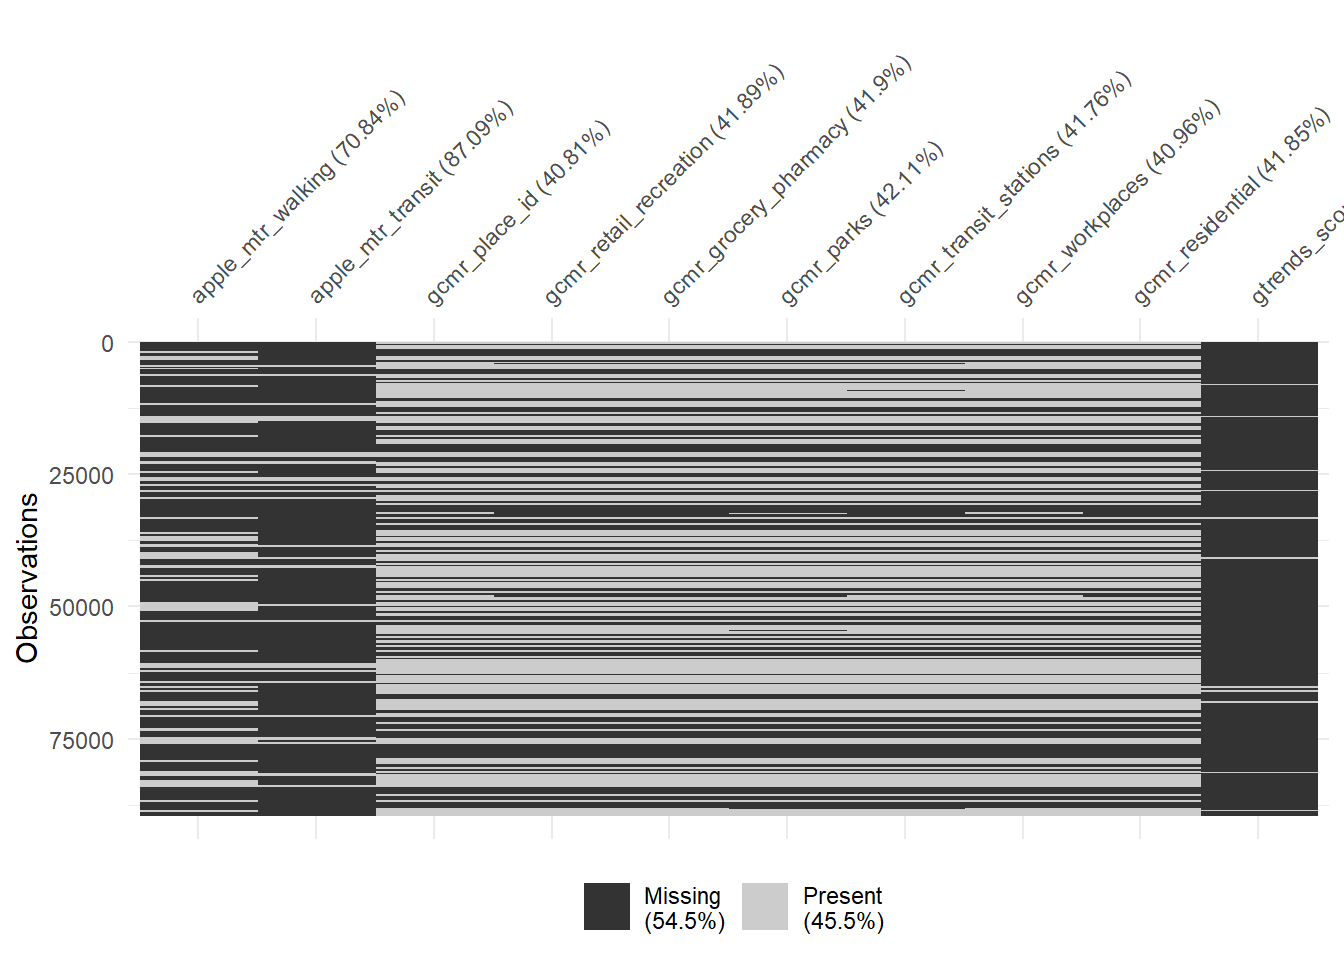 apple_mtr_walking (70.84%)
apple_mtr_transit (87.09%)
gcmr_place_id (40.81%)
gcmr_retail_recreation (41.89%)
gcmr_grocery_pharmacy (41.9%)
gcmr_parks (42.11%)
gcmr_transit_stations (41.76%)
gcmr_workplaces (40.96%)
gcmr_residential (41.85%)
0
25000
50000
75000
Observations
Missing
(54.5%)
Present
(45.5%)